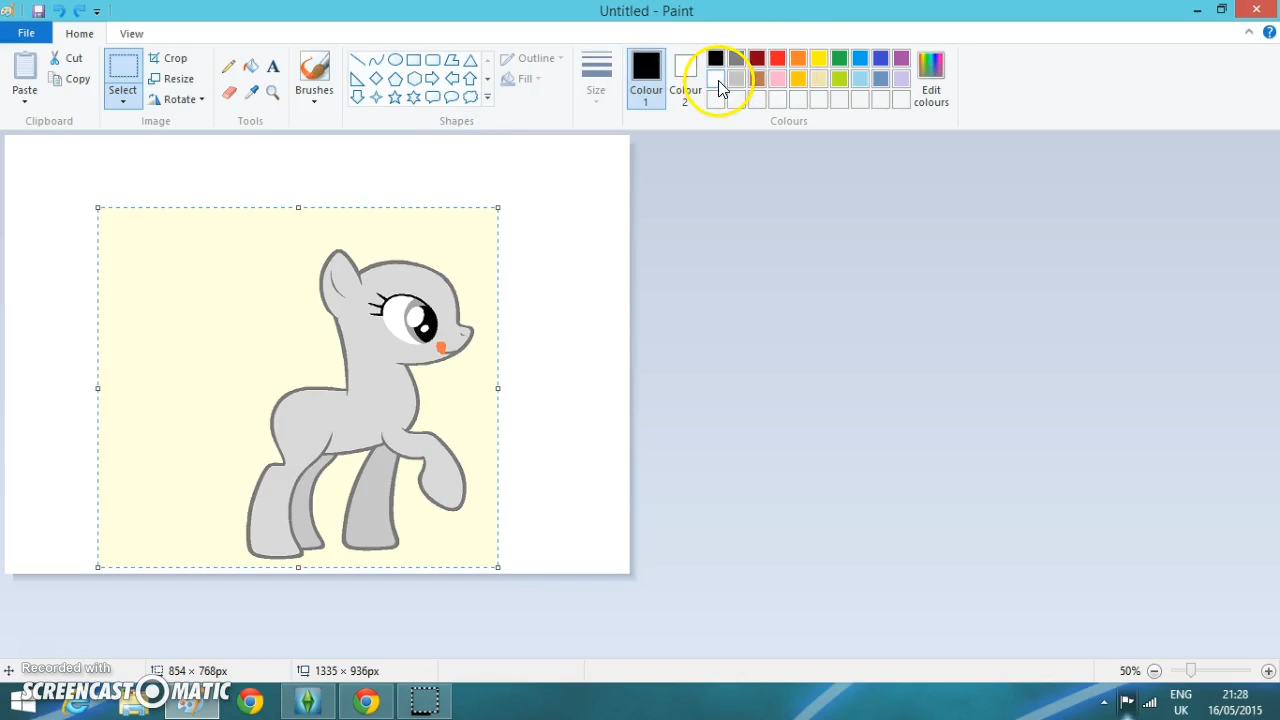 Untitled - Paint
File Home View
Paste Cut Copy Clipboard
Select Crop Resize Rotate Image
A Tools
Brushes
Outline Fill Shapes
Size
Colour 1 Colour 2 Edit colours Colours
854 × 768px 1335 × 936px 50%
Recorded with
SCREENCAST MATIC
ENG 21:28
UK 16/05/2015